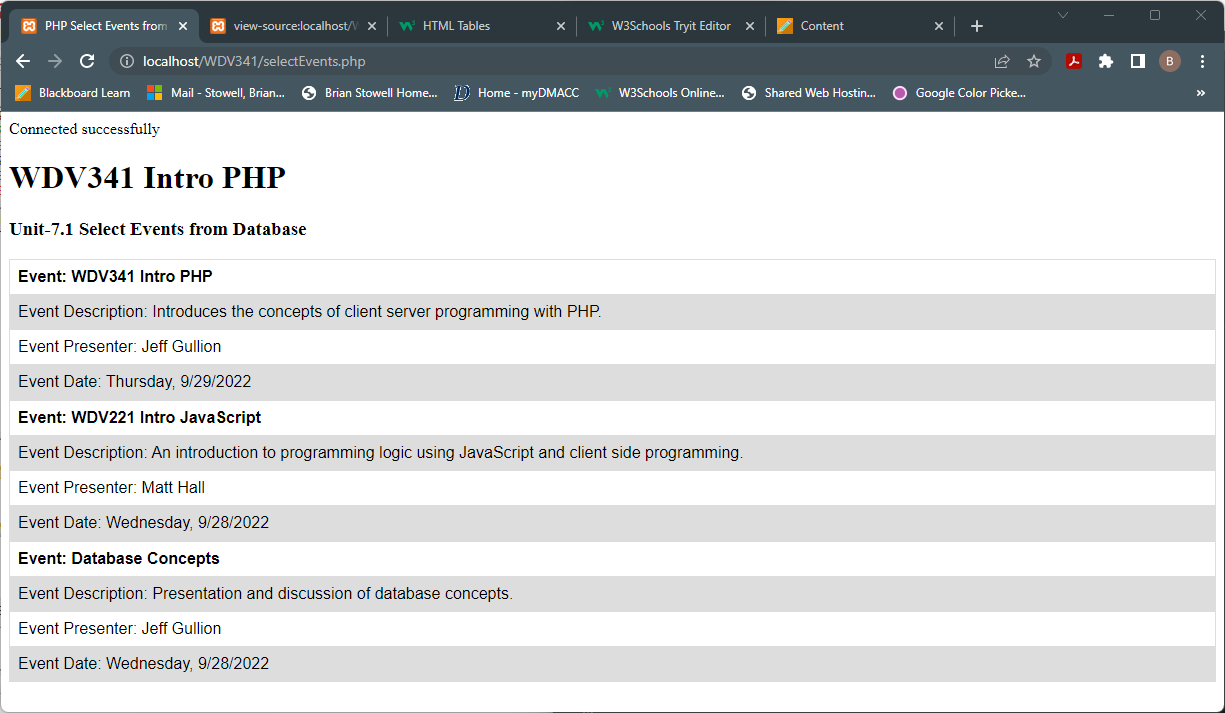 PHP Select Events from
view-source:localhost/W
HTML Tables
W3Schools Tryit Editor
Content
localhost/WDV341/selectEvents.php
B
Blackboard Learn
Mail - Stowell, Brian...
Brian Stowell Home...
Home - myDMACC
W3Schools Online...
Shared Web Hostin...
Google Color Picke...
»
Connected successfully
WDV341 Intro PHP
Unit-7.1 Select Events from Database
Event: WDV341 Intro PHP
Event Description: Introduces the concepts of client server programming with PHP.
Event Presenter: Jeff Gullion
Event Date: Thursday, 9/29/2022
Event: WDV221 Intro JavaScript
Event Description: An introduction to programming logic using JavaScript and client side programming.
Event Presenter: Matt Hall
Event Date: Wednesday, 9/28/2022
Event: Database Concepts
Event Description: Presentation and discussion of database concepts.
Event Presenter: Jeff Gullion
Event Date: Wednesday, 9/28/2022